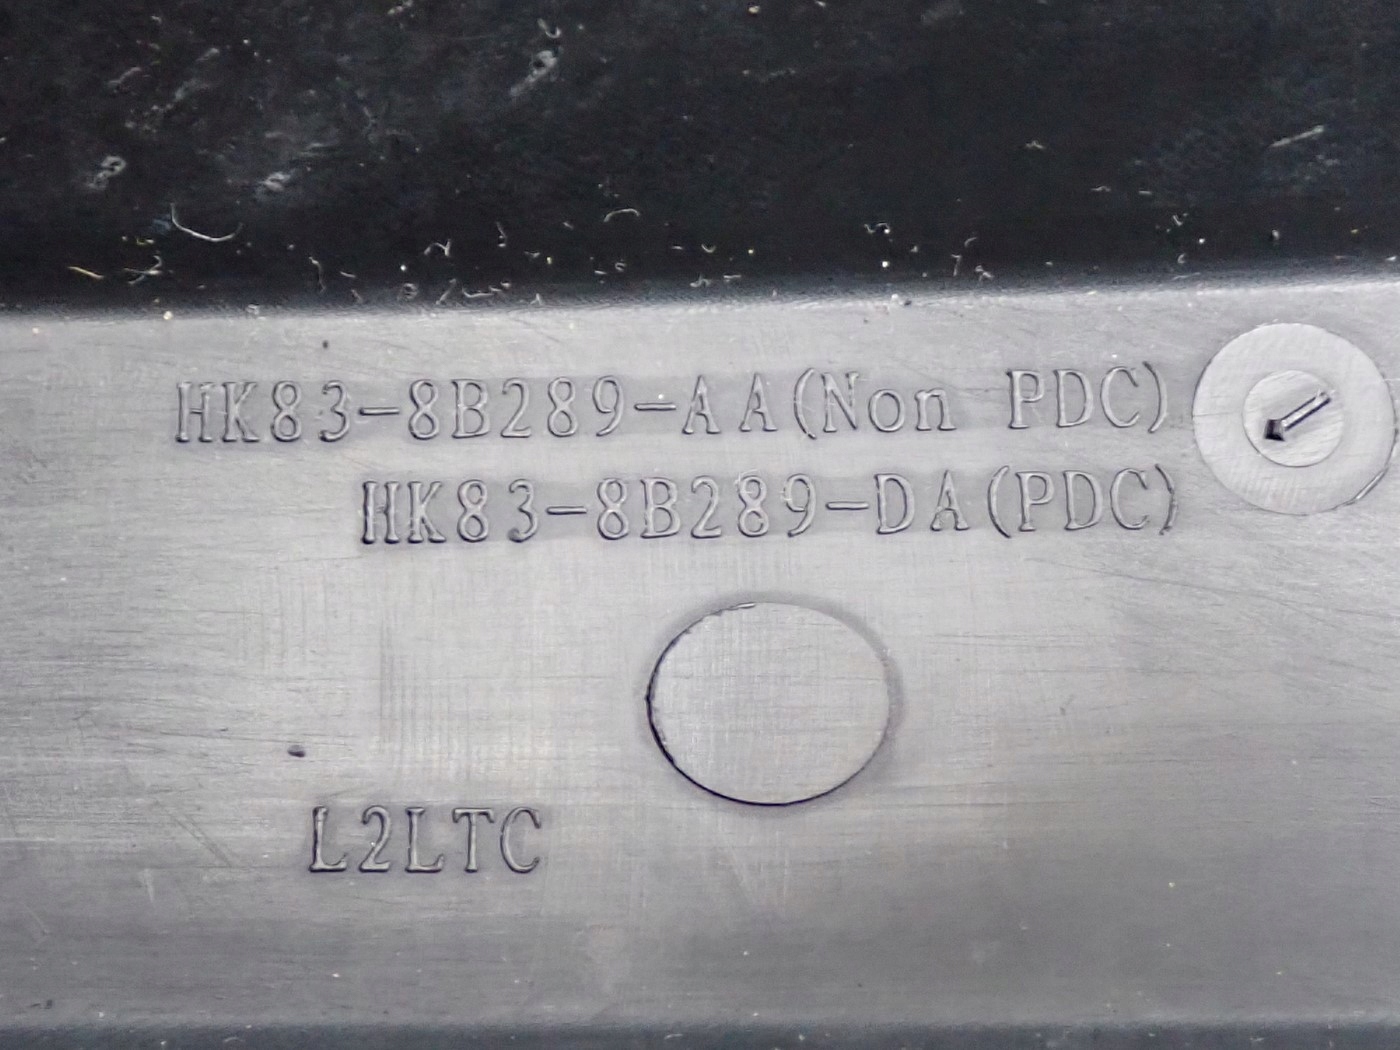 HK83-8B289-AA(Non PDC)
HK83-8B289-DA(PDC)
L2LTC